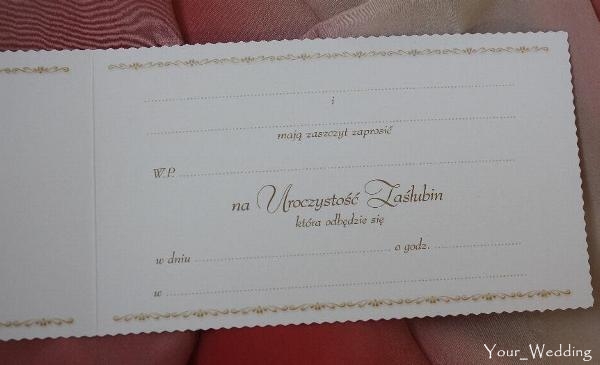 i
mają zaszczyt zaprosić
W.P.
na Uroczystość Zaślubin
która odbędzie się
w dniu o godz.
w
Your_Wedding